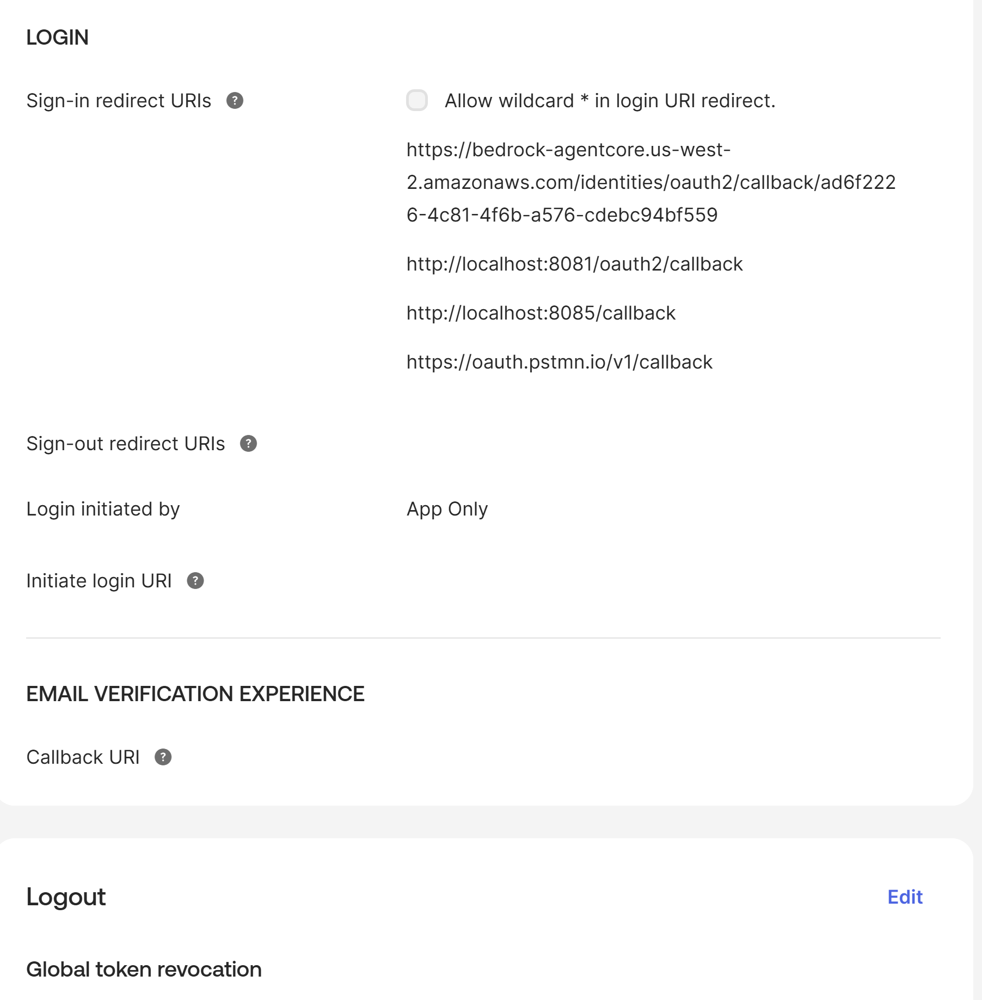 LOGIN
Sign-in redirect URIs ?
Allow wildcard * in login URI redirect.
https://bedrock-agentcore.us-west-
2.amazonaws.com/identities/oauth2/callback/ad6f222
6-4c81-4f6b-a576-cdebc94bf559
http://localhost:8081/oauth2/callback
http://localhost:8085/callback
https://oauth.pstmn.io/v1/callback
Sign-out redirect URIs ?
Login initiated by
App Only
Initiate login URI ?
EMAIL VERIFICATION EXPERIENCE
Callback URI ?
Logout
Edit
Global token revocation